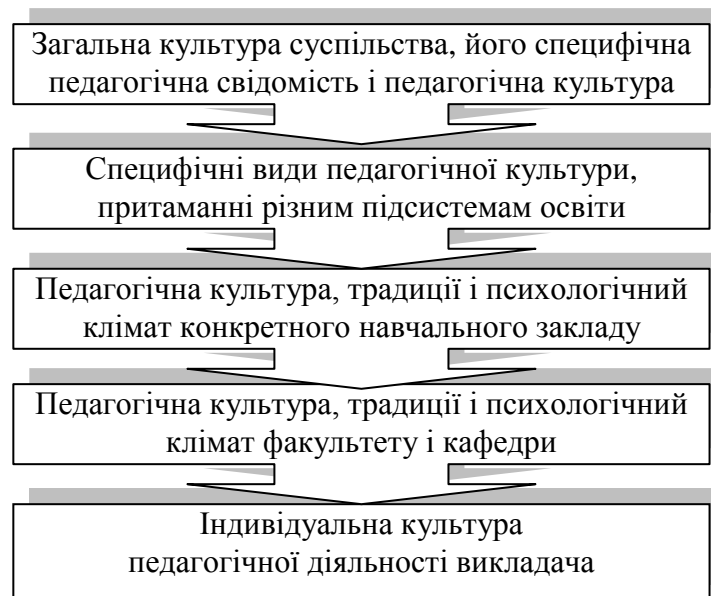 Загальна культура суспільства, його специфічна
педагогічна свідомість і педагогічна культура
Специфічні види педагогічної культури,
притаманні різним підсистемам освіти
Педагогічна культура, традиції і психологічний
клімат конкретного навчального закладу
Педагогічна культура, традиції і психологічний
клімат факультету і кафедри
Індивідуальна культура
педагогічної діяльності викладача